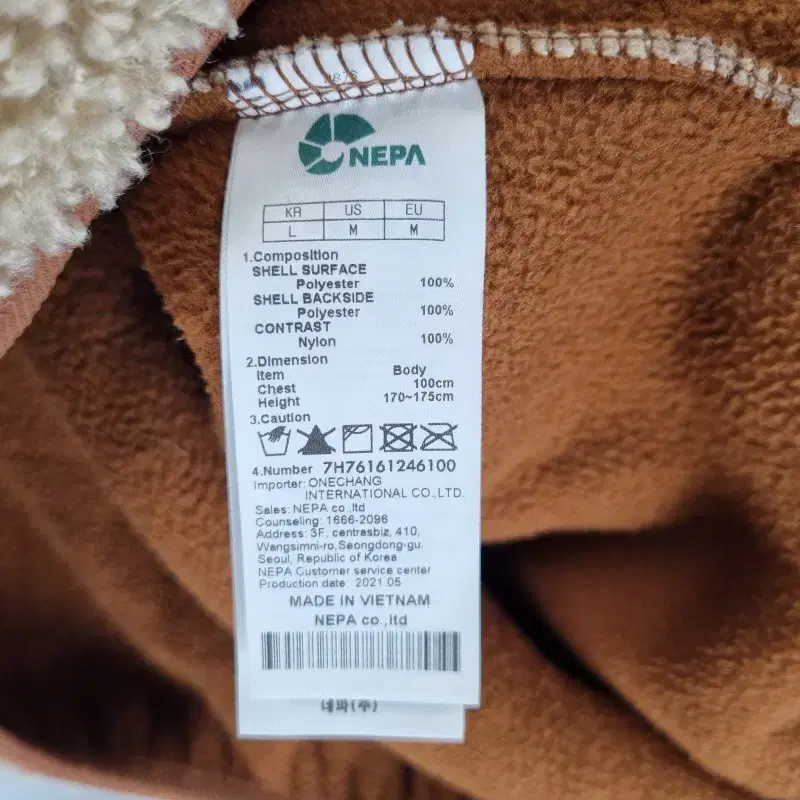 NEPA
KR US EU
L M M
1.Composition
SHELL SURFACE
Polyester 100%
SHELL BACKSIDE
Polyester 100%
CONTRAST
Nylon 100%
2.Dimension
Item Body
Chest 100cm
Height 170~175cm
3.Caution
4.Number 7H76161246100
Importer: ONECHANG
INTERNATIONAL CO.,LTD.
Sales: NEPA co.,ltd
Counseling: 1666-2096
Address: 3F, centrasbiz, 410,
Wangsimni-ro,Seongdong-gu,
Seoul, Republic of Korea
NEPA Customer service center
Production date 2021.05
MADE IN VIETNAM
NEPA co.,ltd
네파(주)